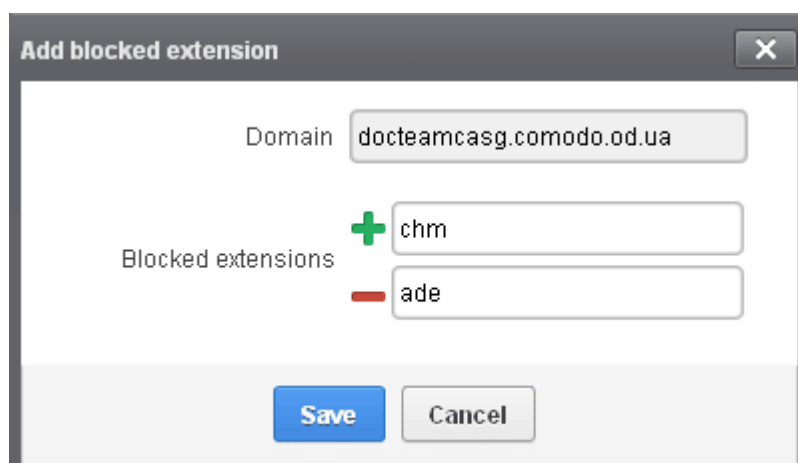 Add blocked extension
Domain docteamcasg.comodo.od.ua
chm
Blocked extensions
ade
Save Cancel